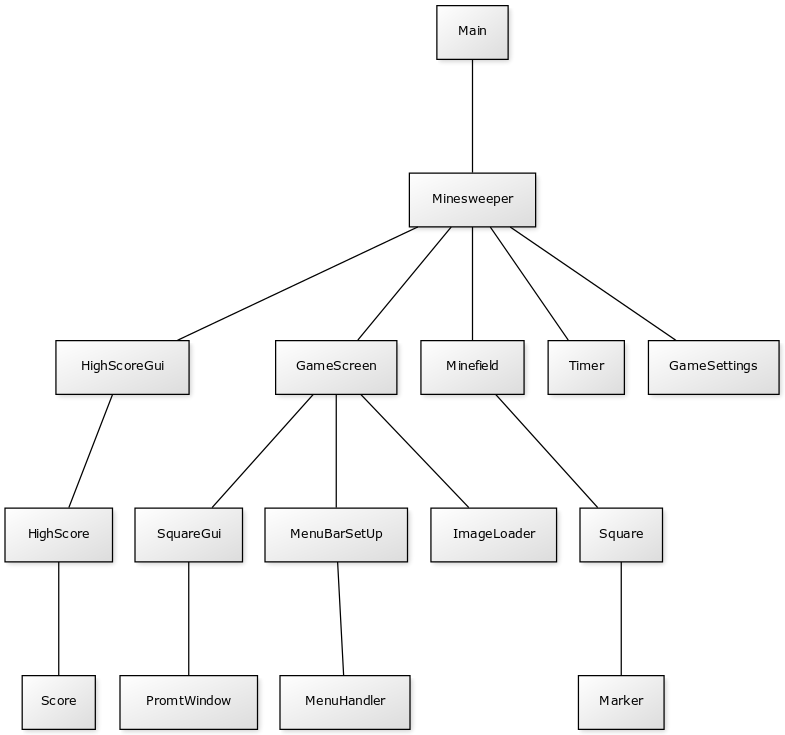 Main
Minesweeper
HighScoreGui
GameScreen
Minefield
Timer
GameSettings
HighScore
SquareGui
MenuBarSetUp
ImageLoader
Square
Score
PromtWindow
MenuHandler
Marker